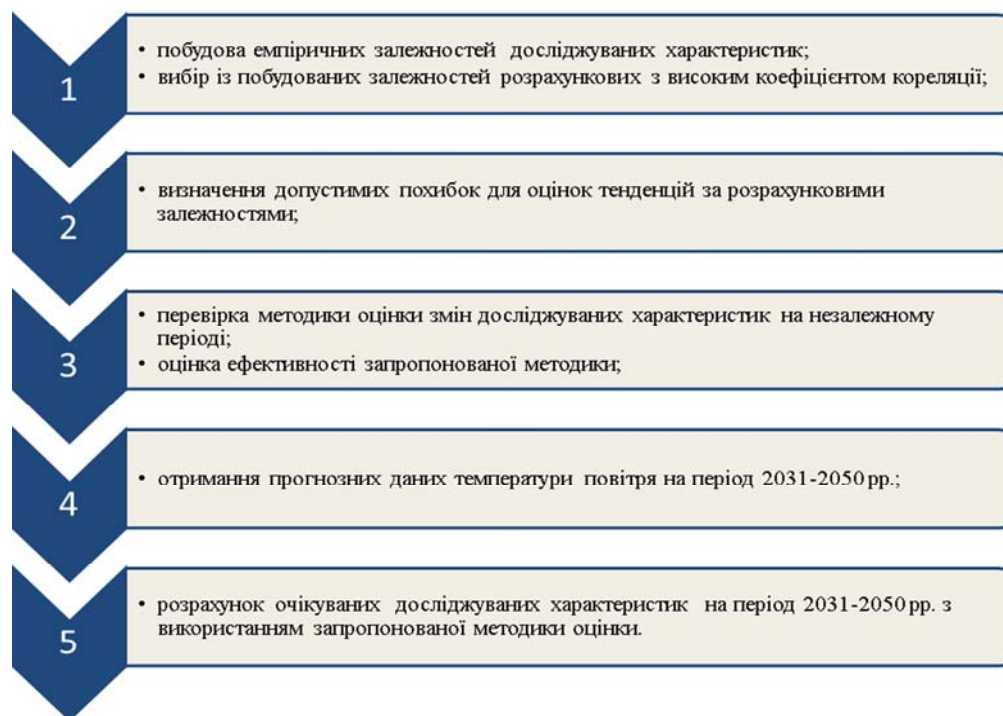 1
• побудова емпіричних залежностей досліджуваних характеристик;
• вибір із побудованих залежностей розрахункових з високим коефіцієнтом кореляції;
2
• визначення допустимих похибок для оцінок тенденцій за розрахунковими
залежностями;
3
• перевірка методики оцінки змін досліджуваних характеристик на незалежному
періоді;
• оцінка ефективності запропонованої методики;
4
• отримання прогнозних даних температури повітря на період 2031-2050 рр.;
5
• розрахунок очікуваних досліджуваних характеристик на період 2031-2050 рр. з
використанням запропонованої методики оцінки.